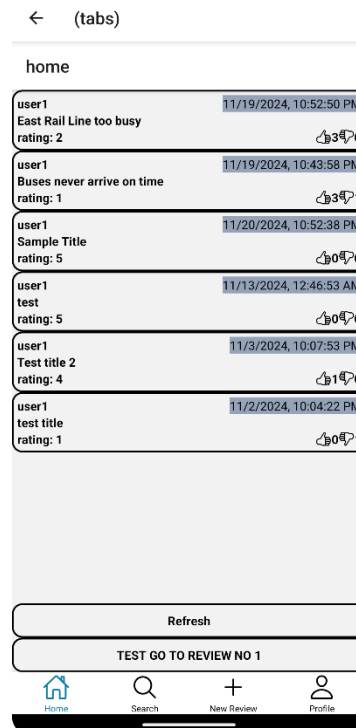 (tabs)
home
user1 11/19/2024, 10:52:50 PM
East Rail Line too busy
rating: 2 3
user1 11/19/2024, 10:43:58 PM
Buses never arrive on time
rating: 1 3
user1 11/20/2024, 10:52:38 PM
Sample Title
rating: 5 0
user1 11/13/2024, 12:46:53 AM
test
rating: 5 0
user1 11/3/2024, 10:07:53 PM
Test title 2
rating: 4 1
user1 11/2/2024, 10:04:22 PM
test title
rating: 1 0
Refresh
TEST GO TO REVIEW NO 1
Home Search New Review Profile